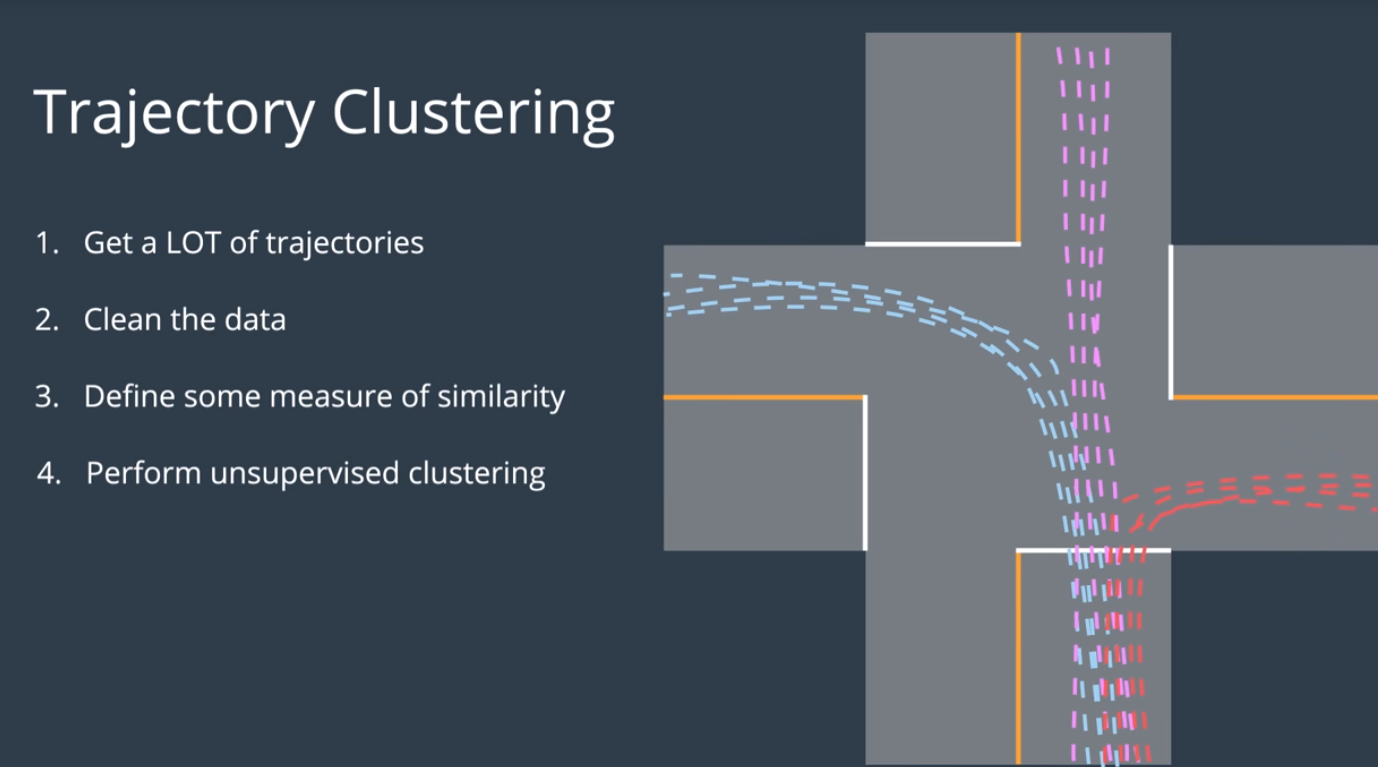 Trajectory Clustering
1. Get a LOT of trajectories
2. Clean the data
3. Define some measure of similarity
4. Perform unsupervised clustering